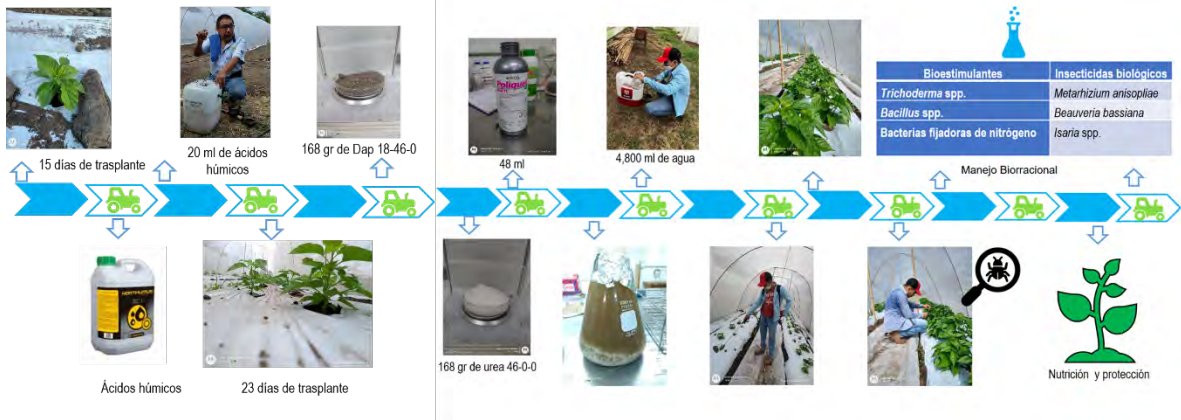 15 días de trasplante
20 ml de ácidos
húmicos
168 gr de Dap 18-46-0
Poliquel
48 ml
4,800 ml de agua
Bioestimulantes
Insecticidas biológicos
Trichoderma spp.
Metarhizium anisopliae
Bacillus spp.
Beauveria bassiana
Bacterias fijadoras de nitrógeno
Isaria spp.
Manejo Biorracional
Ácidos húmicos
23 días de trasplante
168 gr de urea 46-0-0
Nutrición y protección